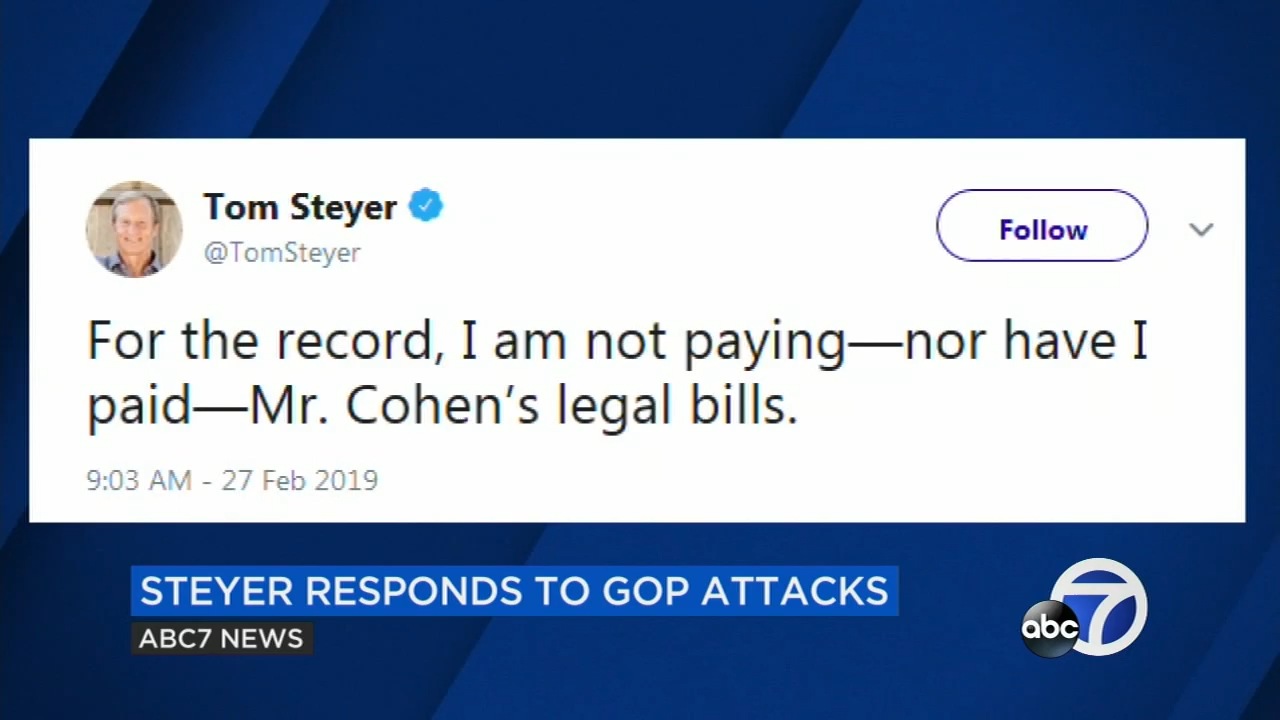 Tom Steyer
@TomSteyer
Follow
For the record, I am not paying—nor have I
paid—Mr. Cohen's legal bills.
9:03 AM - 27 Feb 2019
STEYER RESPONDS TO GOP ATTACKS
ABC7 NEWS
abc 7